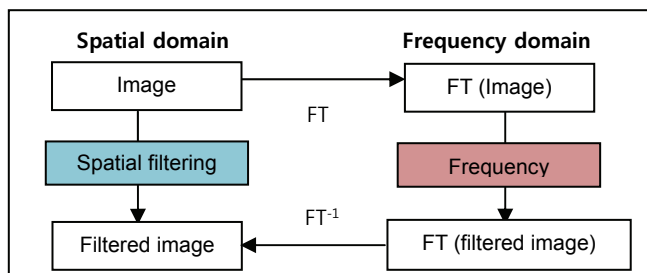 Spatial domain
Frequency domain
Image
FT (Image)
FT
Spatial filtering
Frequency
FT⁻¹
Filtered image
FT (filtered image)